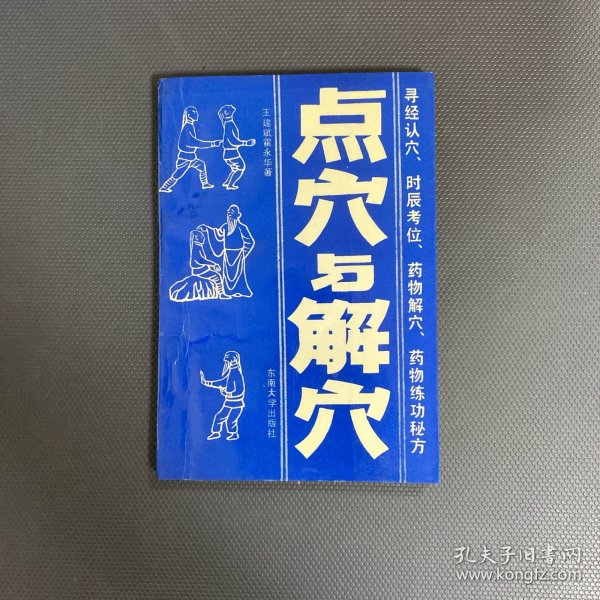 寻经认穴、时辰考位、药物解穴、药物练功秘方
点穴与解穴
王建斌霍永华著
东南大学出版社
孔夫子旧书网
www.kongfz.com